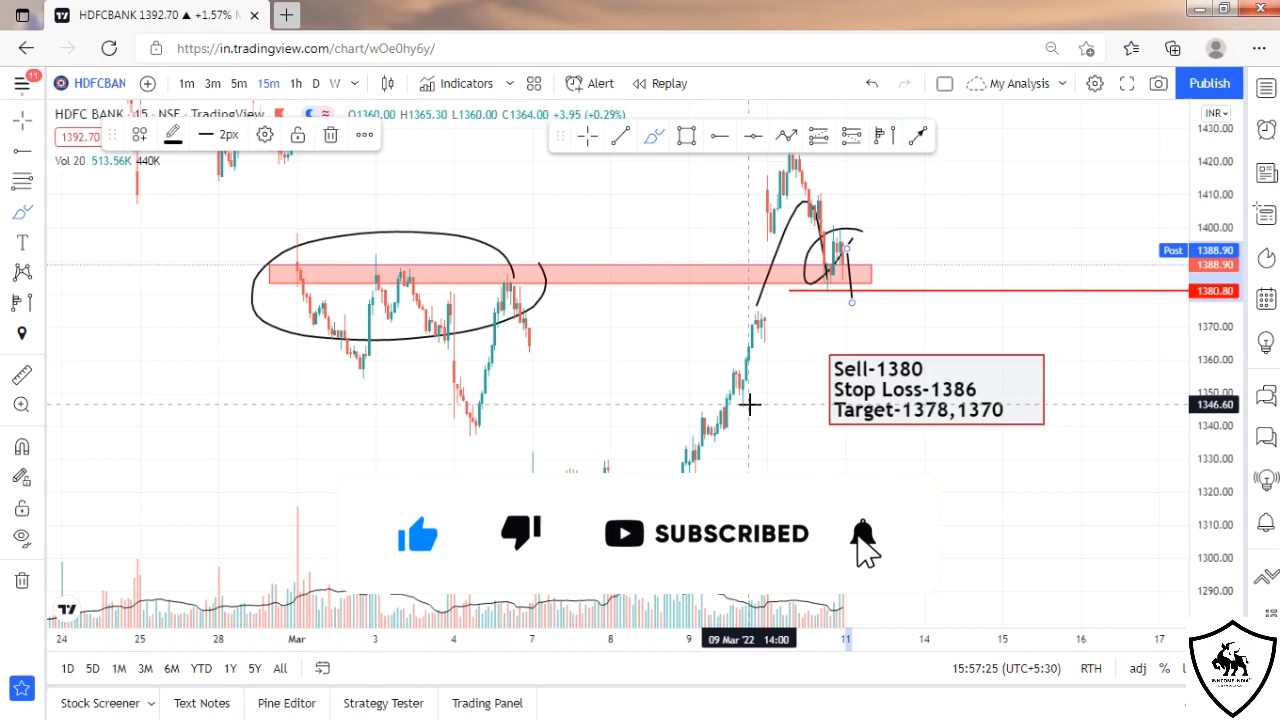 HDFCBANK 1392.70 ▲ +1.57% In
https://in.tradingview.com/chart/wOe0hy6y/
11
HDFCBAN
1m 3m 5m 15m 1h D W
Indicators
Alert
Replay
My Analysis
Publish
HDFC BANK · 15 · NSE · TradingView
O1360.00 H1365.30 L1360.00 C1364.00 +3.95 (+0.29%)
INR
1392.70
2px
Vol 20 513.56K 440K
1430.00
1420.00
1410.00
1400.00
Post 1388.90
1388.90
1380.80
1370.00
1360.00
1350.00
1346.60
1340.00
1330.00
1320.00
1310.00
1300.00
1290.00
Sell-1380
Stop Loss-1386
Target-1378,1370
SUBSCRIBED
24 25 28 Mar 3 4 7 8 9 09 Mar '22 14:00 11 14 15 16 17
1D 5D 1M 3M 6M YTD 1Y 5Y All
15:57:25 (UTC+5:30) RTH adj %
Stock Screener Text Notes Pine Editor Strategy Tester Trading Panel